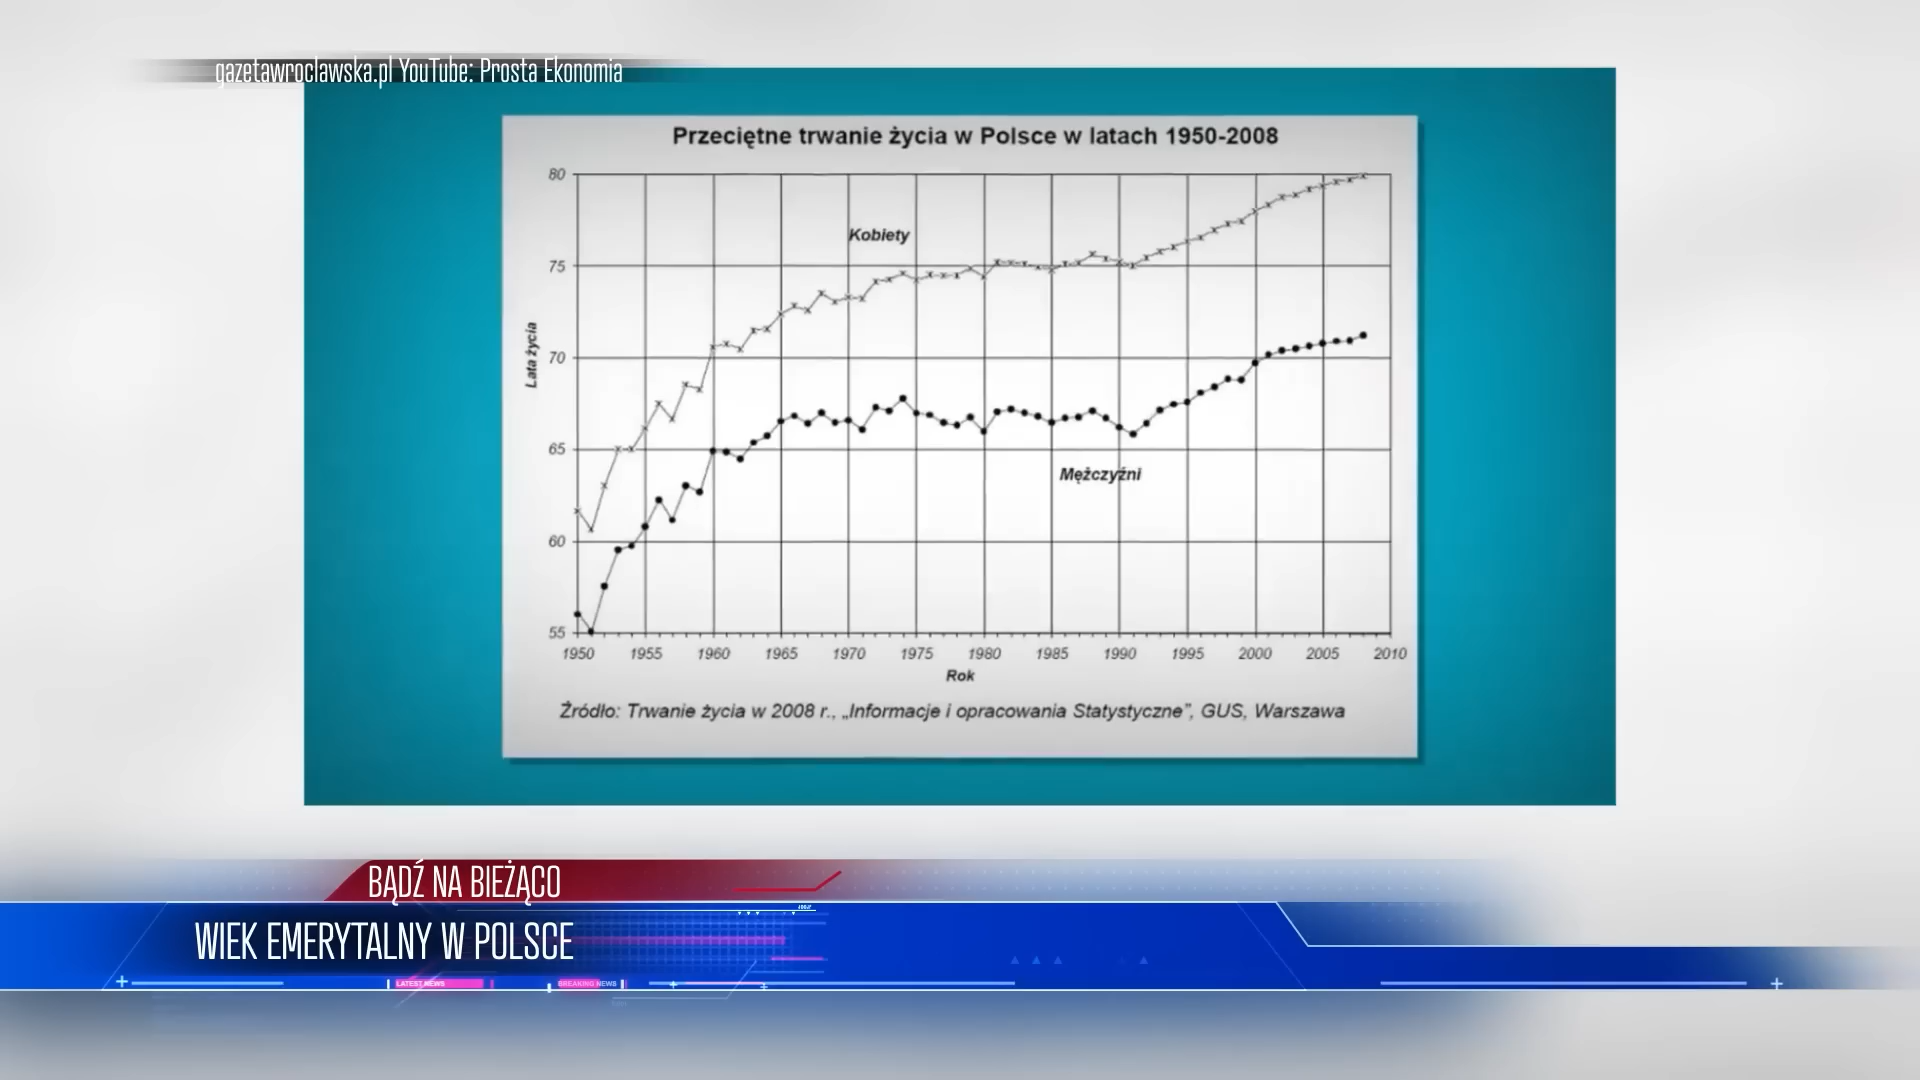 gazetawroclawska.pl YouTube: Prosta Ekonomia
Przeciętne trwanie życia w Polsce w latach 1950-2008
80
75
70
65
60
55
Lata życia
Kobiety
Mężczyźni
1950 1955 1960 1965 1970 1975 1980 1985 1990 1995 2000 2005 2010
Rok
Źródło: Trwanie życia w 2008 r., „Informacje i opracowania Statystyczne”, GUS, Warszawa
BĄDŹ NA BIEŻĄCO
WIEK EMERYTALNY W POLSCE
LATEST NEWS
BREAKING NEWS